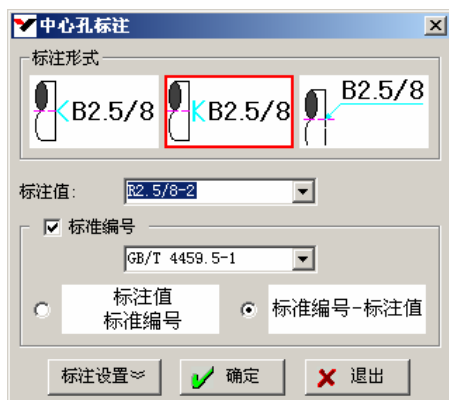 中心孔标注
标注形式
B2.5/8 B2.5/8 B2.5/8
标注值: R2.5/8-2
标准编号
GB/T 4459.5-1
标注值
标准编号
标准编号-标注值
标注设置 确定 退出